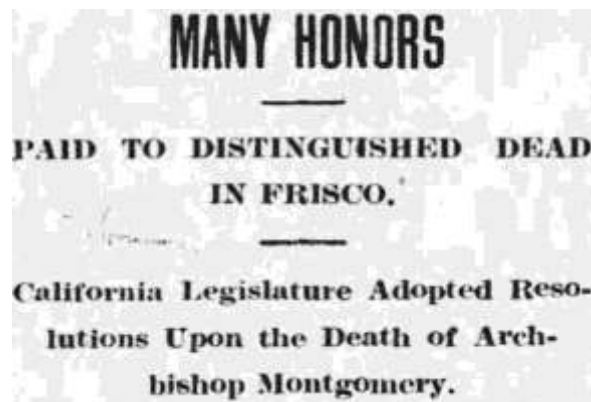 MANY HONORS
PAID TO DISTINGUISHED DEAD
IN FRISCO.
California Legislature Adopted Reso-
lutions Upon the Death of Arch-
bishop Montgomery.